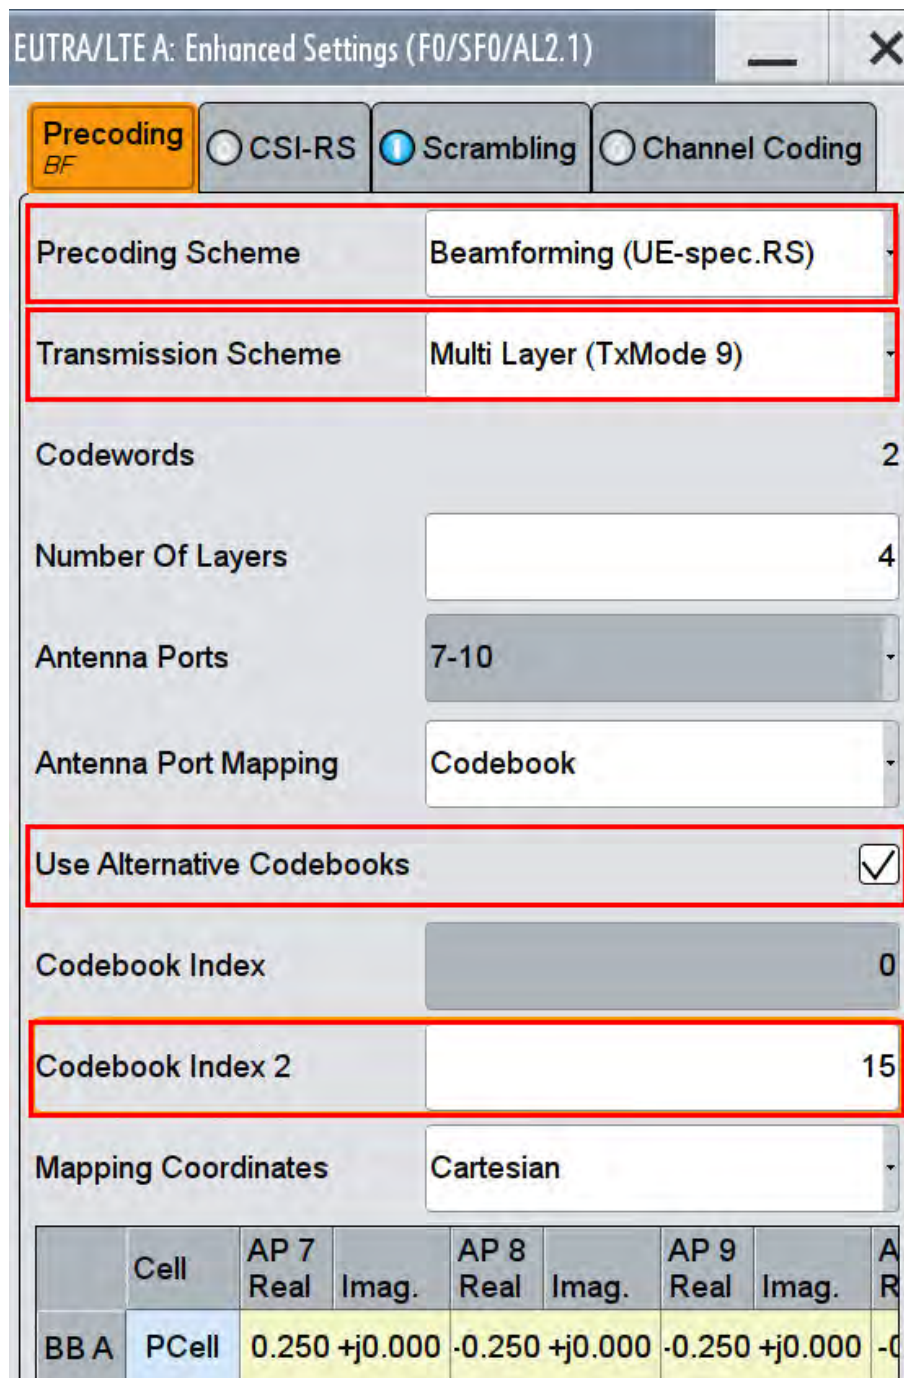 EUTRA/LTE A: Enhanced Settings (F0/SF0/AL2.1)
Precoding
BF
CSI-RS
Scrambling
Channel Coding
Precoding Scheme Beamforming (UE-spec.RS)
Transmission Scheme Multi Layer (TxMode 9)
Codewords 2
Number Of Layers 4
Antenna Ports 7-10
Antenna Port Mapping Codebook
Use Alternative Codebooks
Codebook Index 0
Codebook Index 2 15
Mapping Coordinates Cartesian
Cell AP 7 Real Imag. AP 8 Real Imag. AP 9 Real Imag.
BB A PCell 0.250 +j0.000 -0.250 +j0.000 -0.250 +j0.000